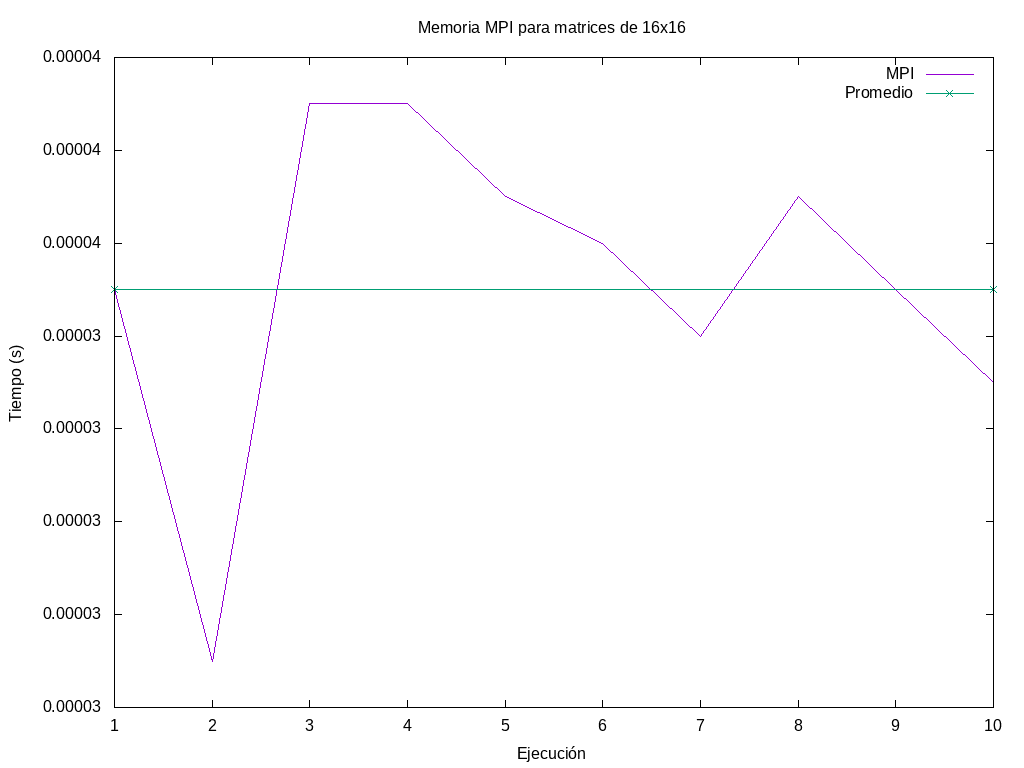 Memoria MPI para matrices de 16x16
MPI
Promedio
0.00004
0.00004
0.00004
0.00003
0.00003
0.00003
0.00003
0.00003
Tiempo (s)
1 2 3 4 5 6 7 8 9 10
Ejecución